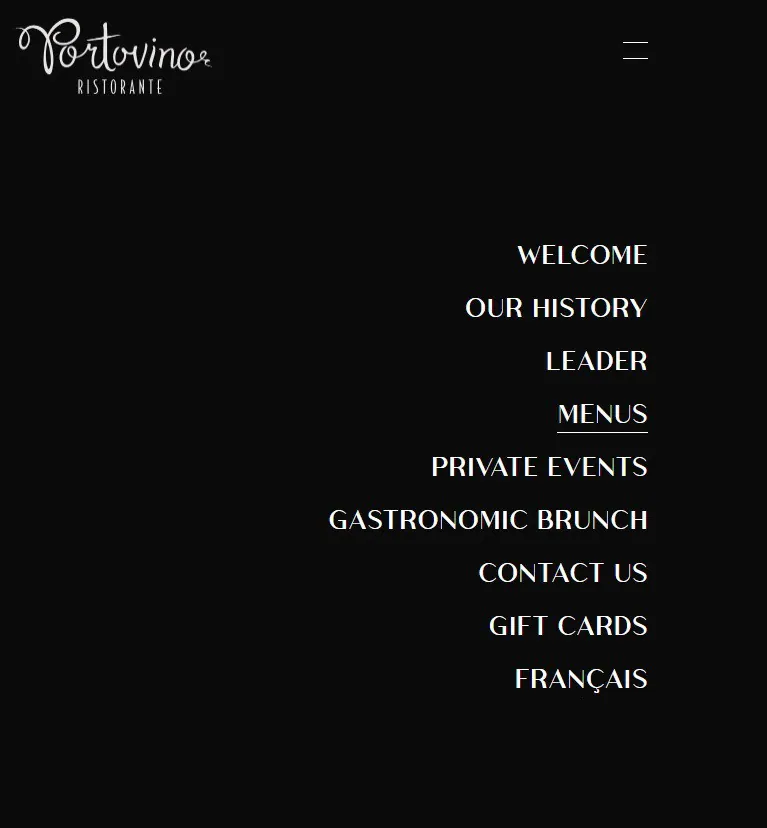 Portovino
RISTORANTE
WELCOME
OUR HISTORY
LEADER
MENUS
PRIVATE EVENTS
GASTRONOMIC BRUNCH
CONTACT US
GIFT CARDS
FRANÇAIS